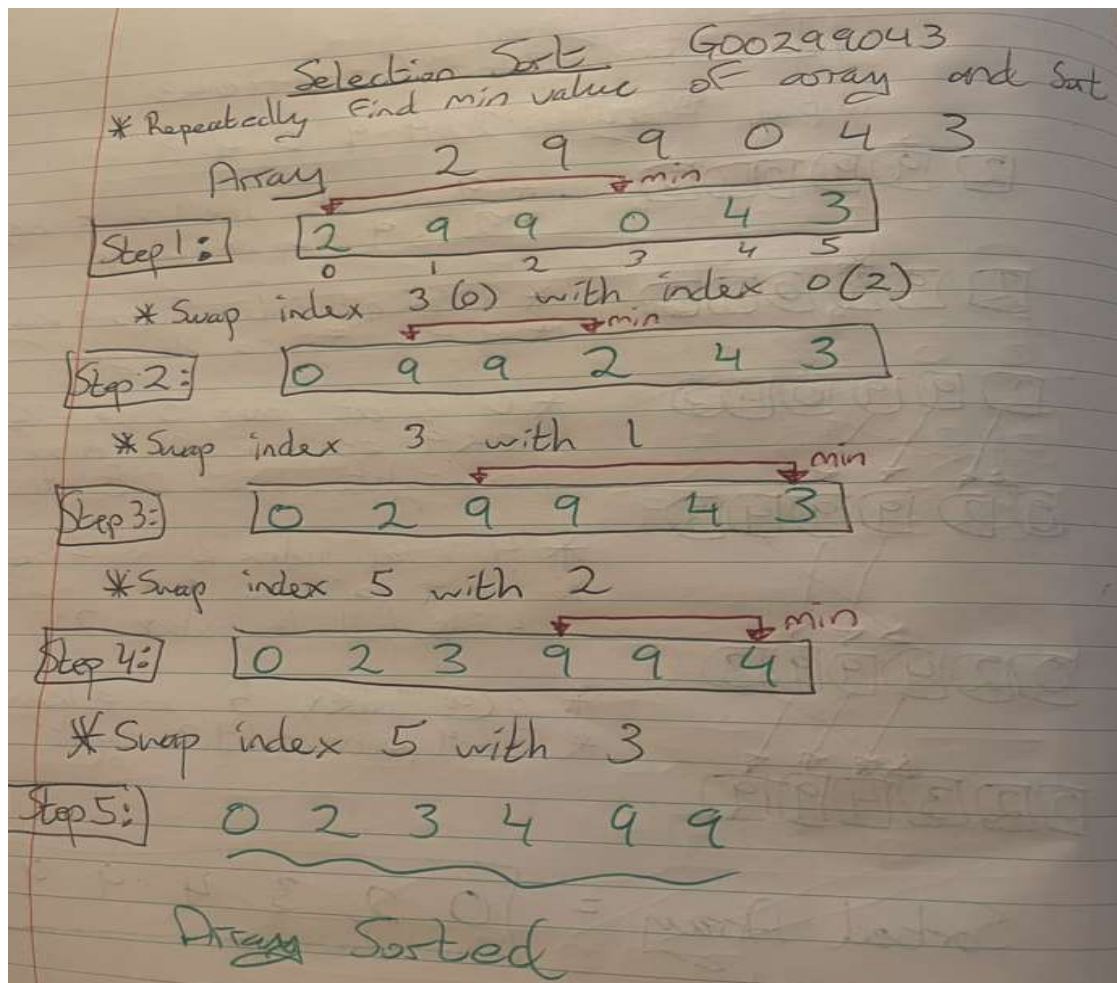 Selection Sort G00299043
* Repeatedly Find min value of array and Sort
Array 2 9 9 0 4 3
min
Step 1: 2 9 9 0 4 3
0 1 2 3 4 5
* Swap index 3 (0) with index 0 (2)
min
Step 2: 0 9 9 2 4 3
* Swap index 3 with 1
min
Step 3: 0 2 9 9 4 3
* Swap index 5 with 2
min
Step 4: 0 2 3 9 9 4
* Swap index 5 with 3
Step 5: 0 2 3 4 9 9
Array Sorted